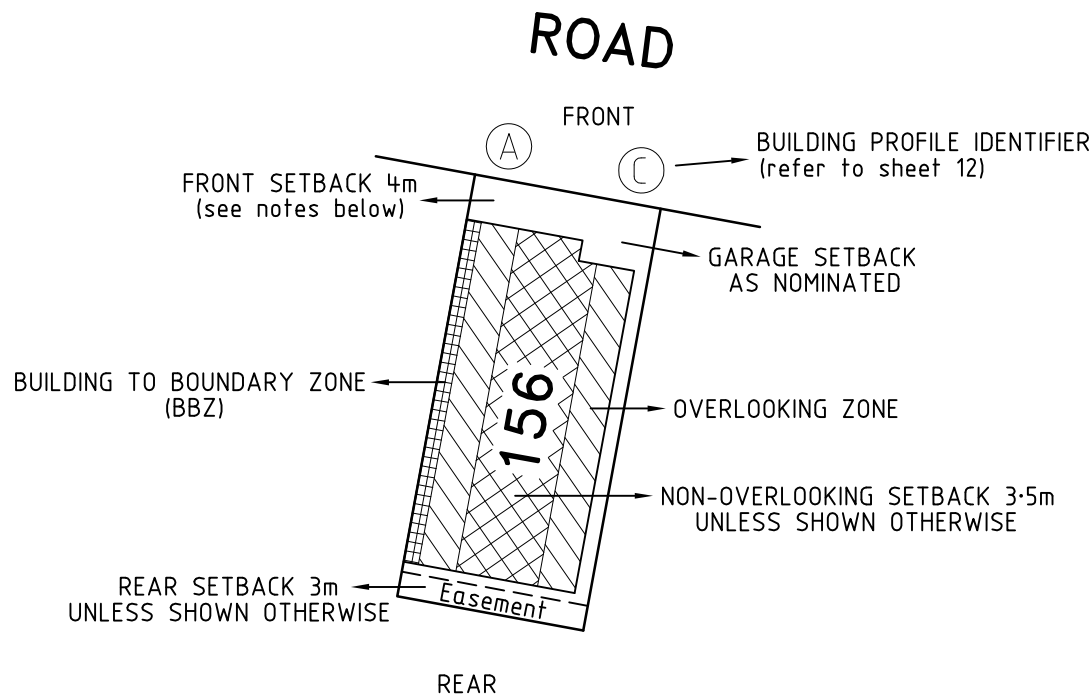 ROAD
FRONT
A
C
BUILDING PROFILE IDENTIFIER
(refer to sheet 12)
FRONT SETBACK 4m
(see notes below)
GARAGE SETBACK
AS NOMINATED
BUILDING TO BOUNDARY ZONE
(BBZ)
156
OVERLOOKING ZONE
NON-OVERLOOKING SETBACK 3·5m
UNLESS SHOWN OTHERWISE
REAR SETBACK 3m
UNLESS SHOWN OTHERWISE
Easement
REAR